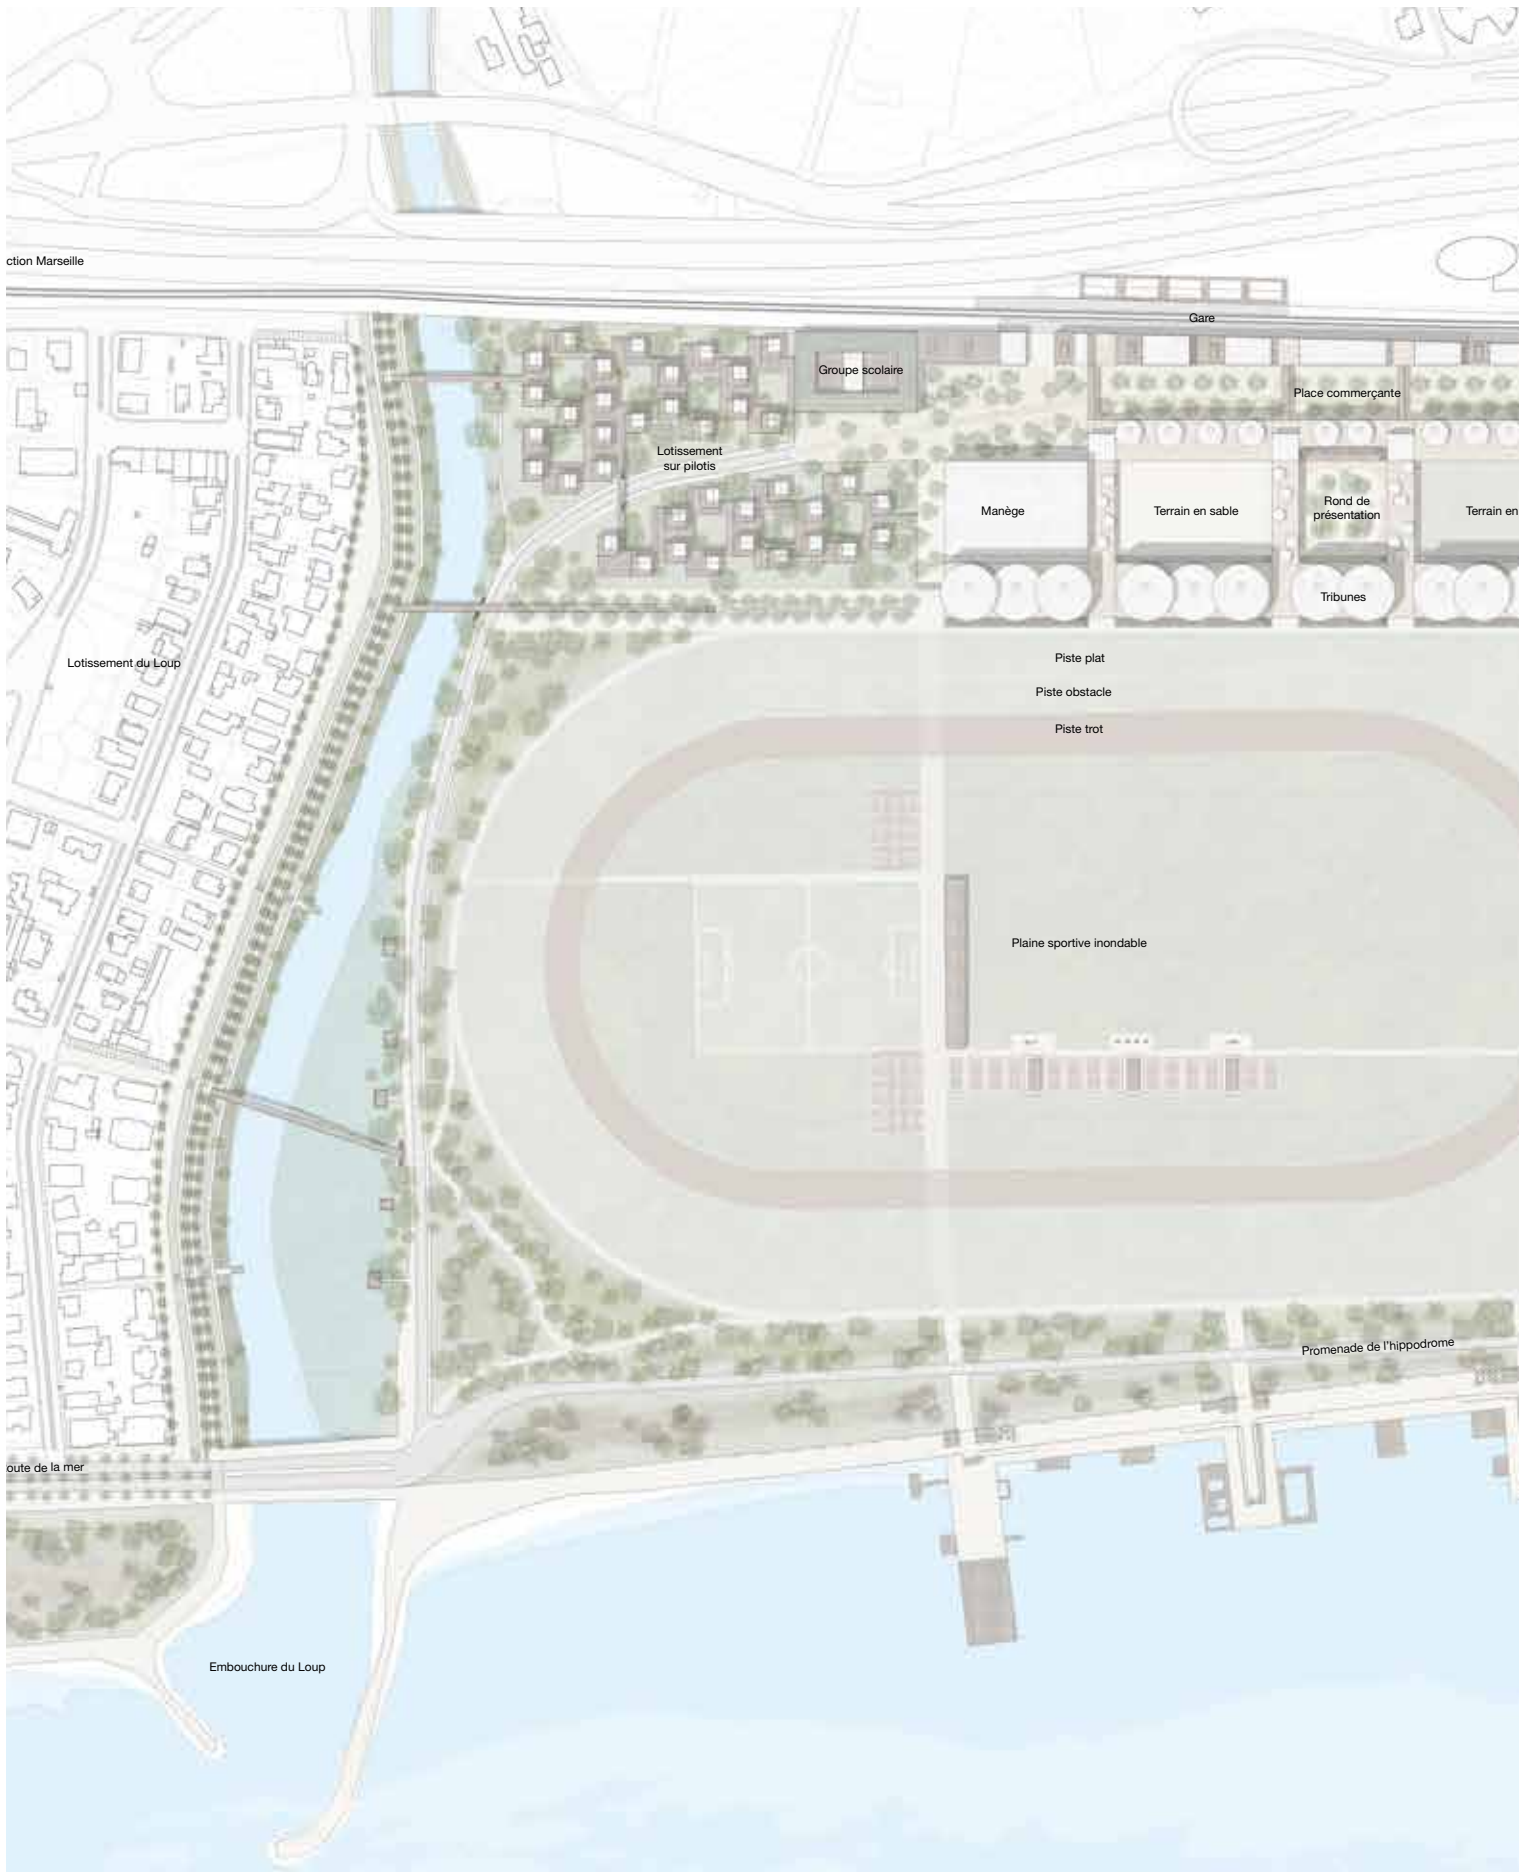 ction Marseille
Gare
Groupe scolaire
Place commerçante
Lotissement
sur pilotis
Manège
Terrain en sable
Rond de
présentation
Terrain en
Tribunes
Lotissement du Loup
Piste plat
Piste obstacle
Piste trot
Plaine sportive inondable
Promenade de l'hippodrome
oute de la mer
Embouchure du Loup